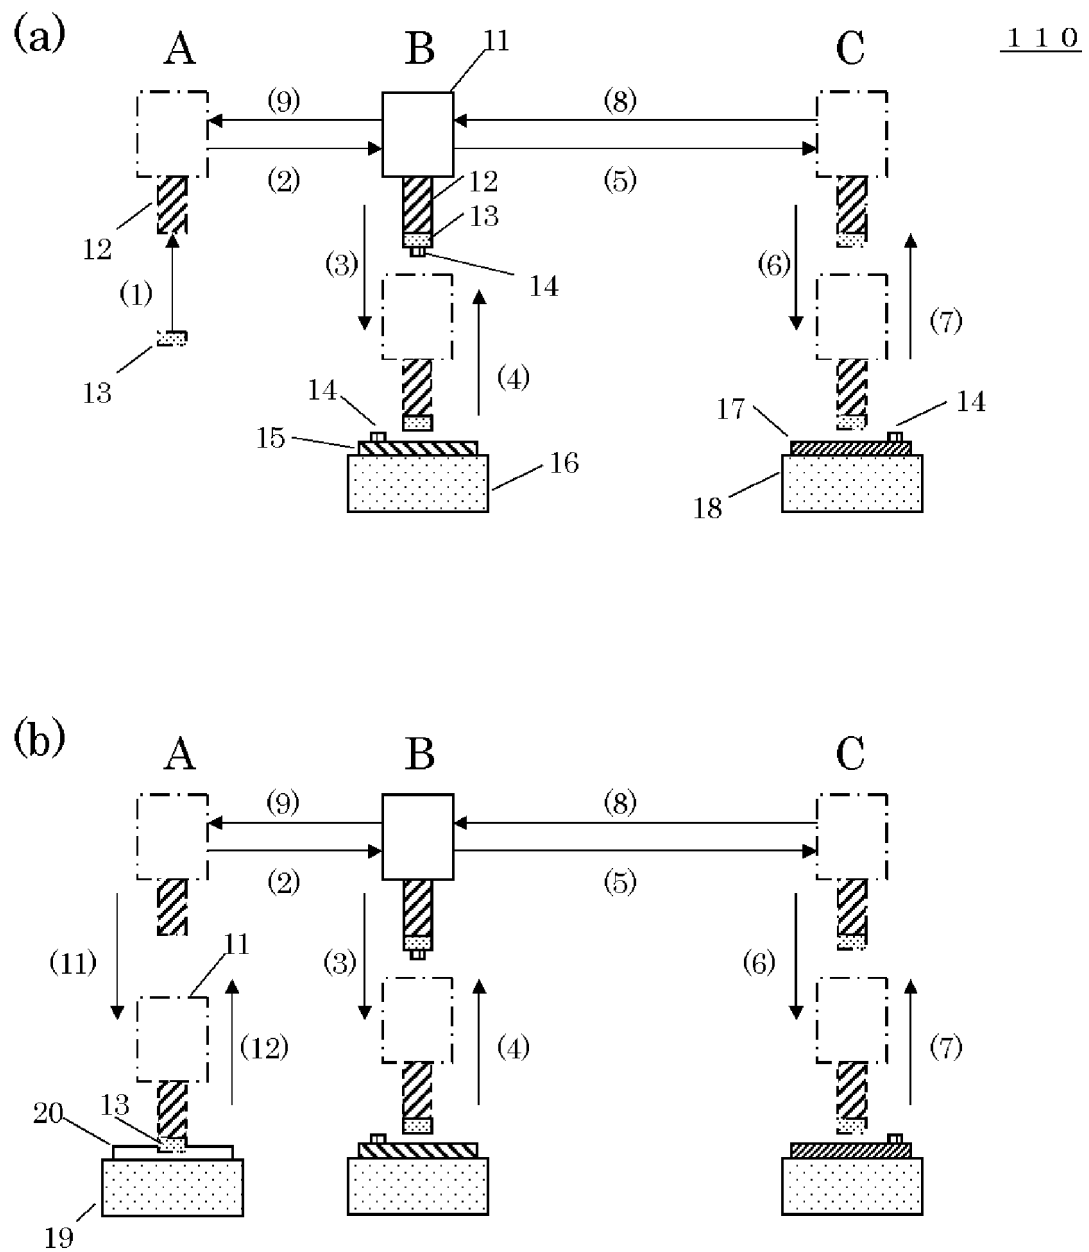 (a)
A B C
11
110
(9) (8)
(2) (5)
12 12
13
(3) (6)
14
(1) (7)
13 (4)
14 17 14
15 16
18
(b)
A B C
(9) (8)
(2) (5)
11
(11) (3) (6)
(12) (4) (7)
20 13
19